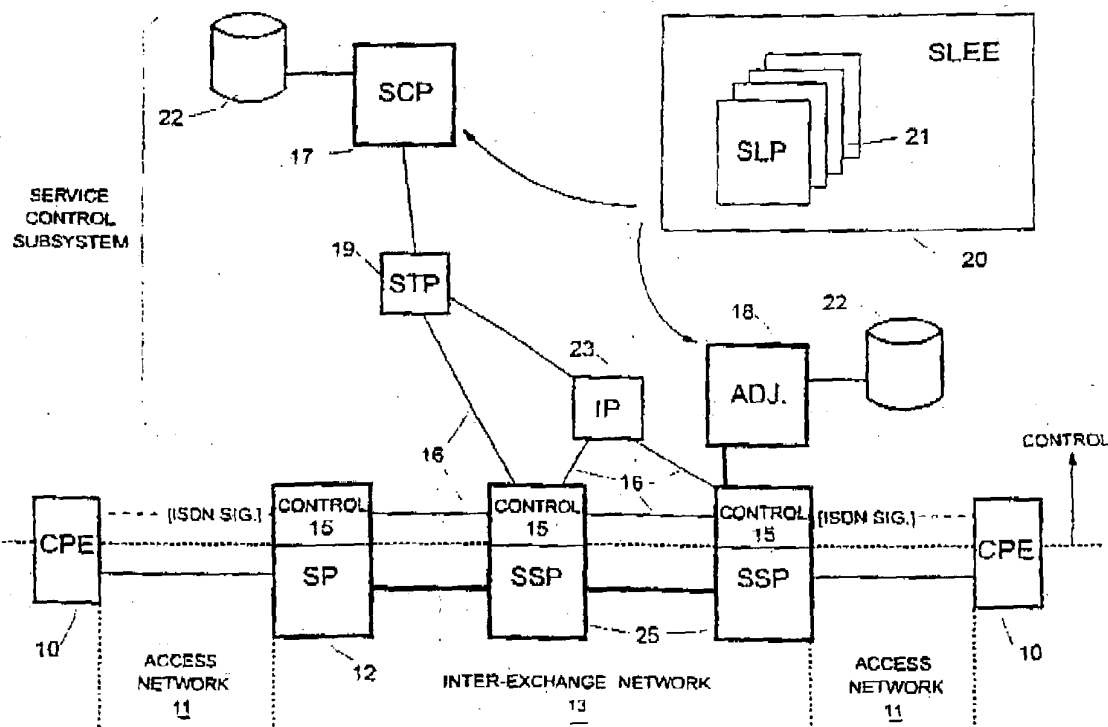 SCP
22
17
SLEE
SLP
21
20
SERVICE
CONTROL
SUBSYSTEM
19
STP
23
IP
18
22
ADJ.
CONTROL
16
16
[ISDN SIG.]
CONTROL
15
CONTROL
15
CONTROL
15
[ISDN SIG.]
CPE
SP
SSP
SSP
CPE
10
12
25
10
ACCESS
NETWORK
11
INTER-EXCHANGE NETWORK
13
ACCESS
NETWORK
11